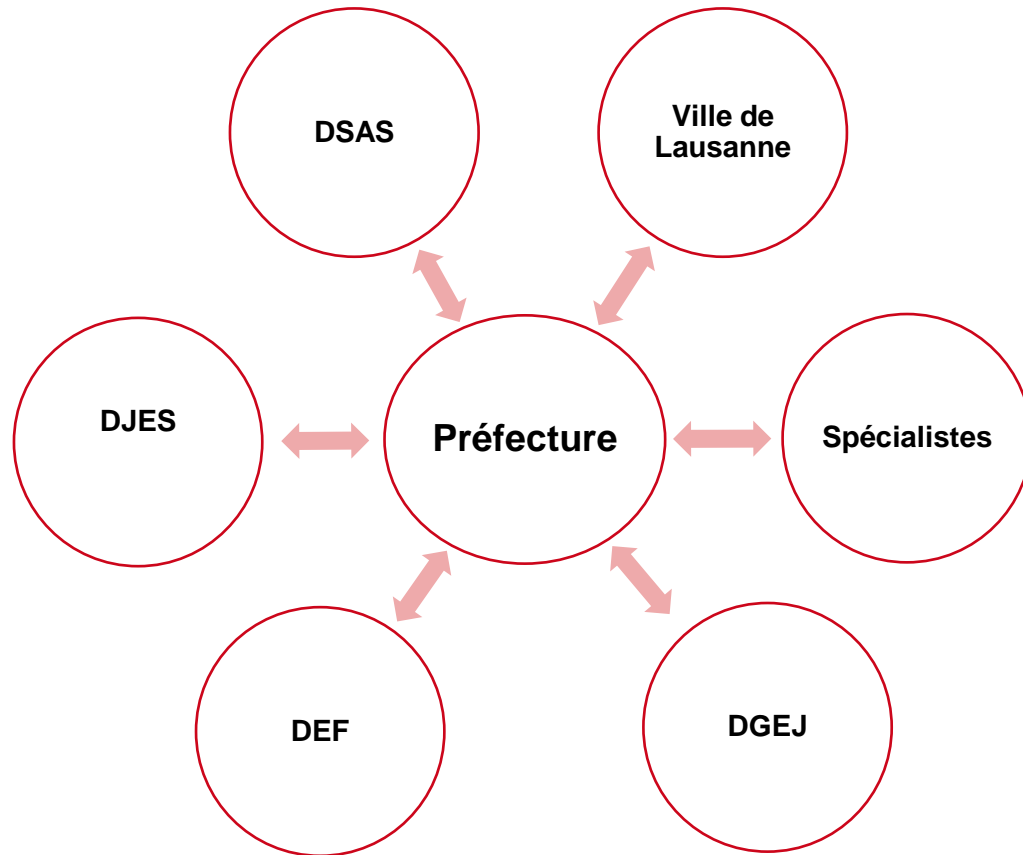 DSAS
Ville de
Lausanne
DJES
Préfecture
Spécialistes
DEF
DGEJ